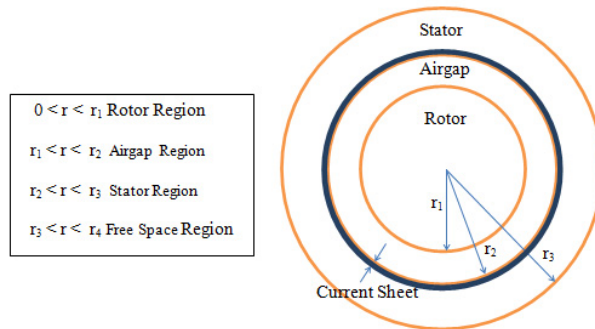 0 < r < r1 Rotor Region
r1 < r < r2 Airgap Region
r2 < r < r3 Stator Region
r3 < r < r4 Free Space Region
Stator
Airgap
Rotor
r1
r2
r3
Current Sheet